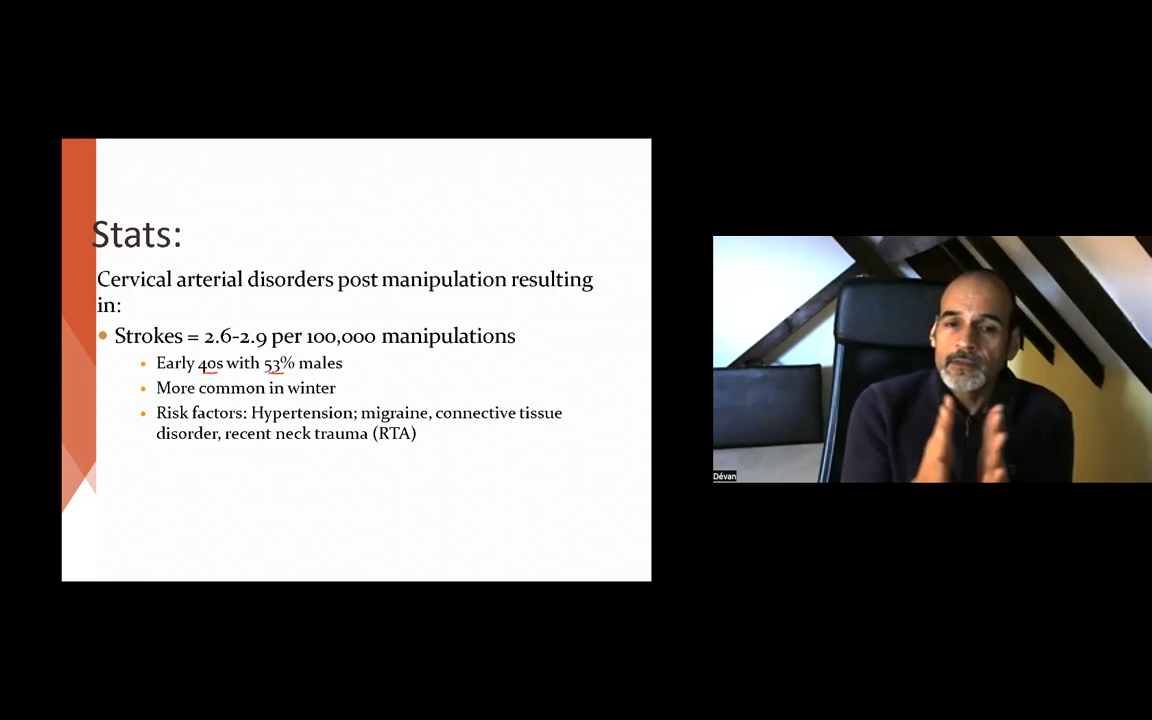 Stats:
Cervical arterial disorders post manipulation resulting
in:
• Strokes = 2.6-2.9 per 100,000 manipulations
• Early 40s with 53% males
• More common in winter
• Risk factors: Hypertension; migraine, connective tissue
disorder, recent neck trauma (RTA)
Dévan